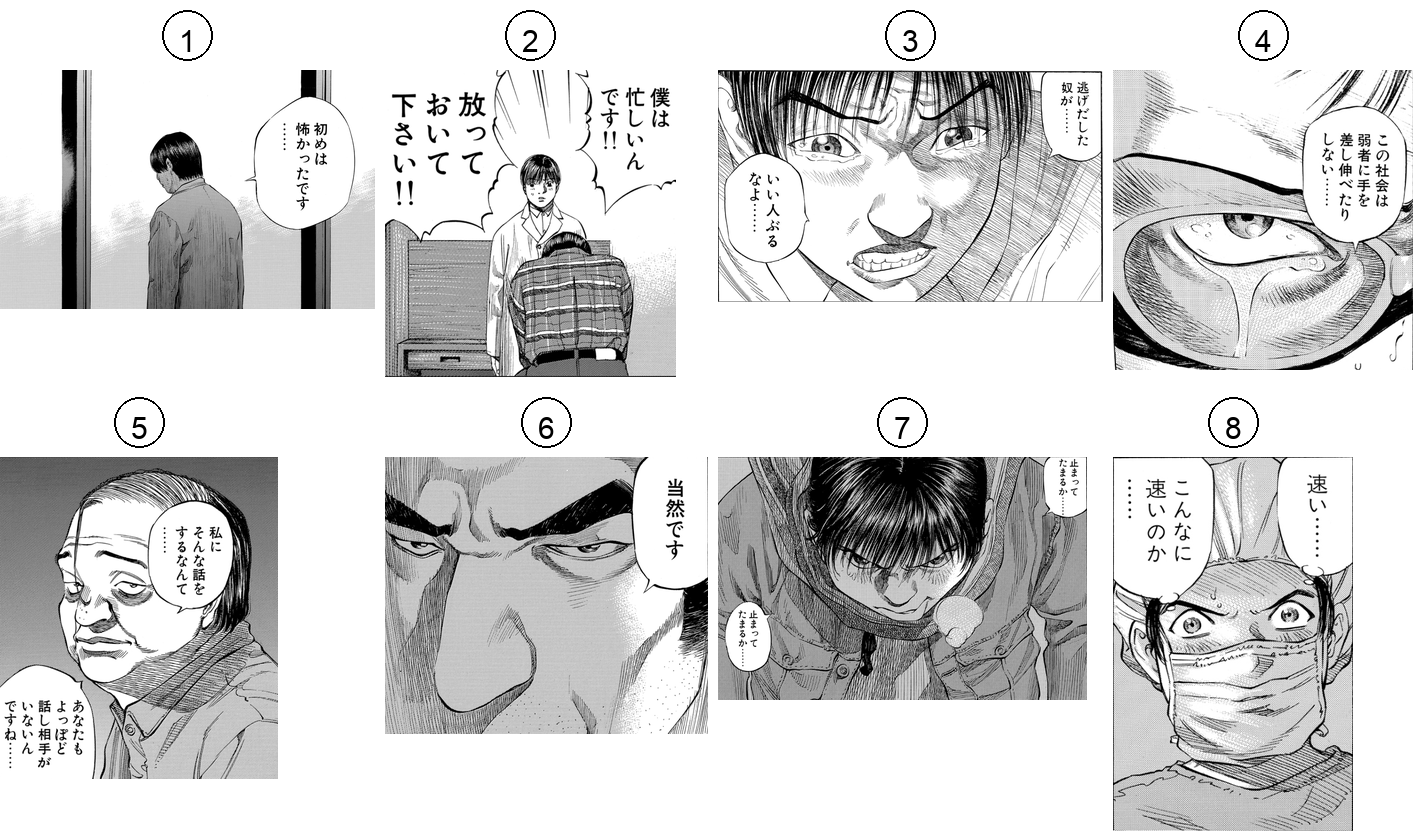 1
初めは
怖かったです
……
2
僕は
忙しいん
です!!
放って
おいて
下さい!!
3
逃げだした
奴が……
いい人ぶる
なよ……
4
この社会は
弱者に手を
差し伸べたり
しない……
5
私に
そんな話を
するなんて
……
あなたも
よっぽど
話し相手が
いないん
ですね……
6
当然です
7
止まって
たまるか……
止まって
たまるか……
8
速い……
こんなに
速いのか
……